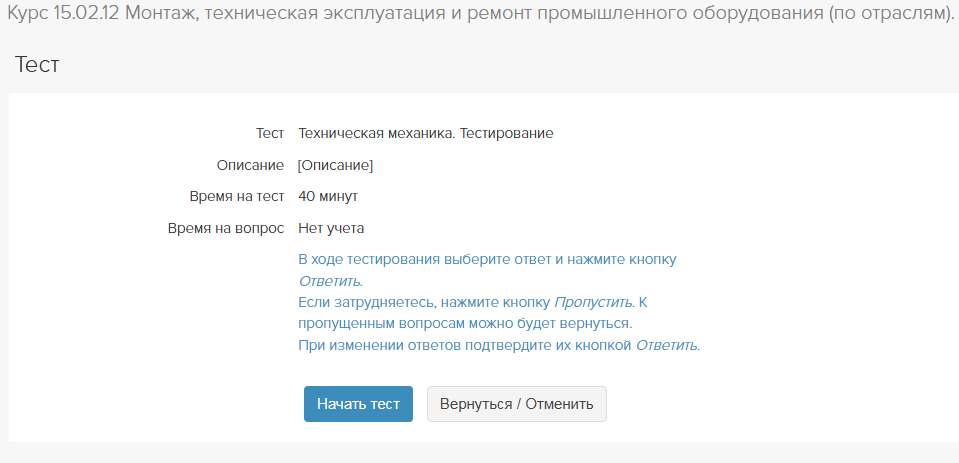 Курс 15.02.12 Монтаж, техническая эксплуатация и ремонт промышленного оборудования (по отраслям).
Тест
Тест Техническая механика. Тестирование
Описание [Описание]
Время на тест 40 минут
Время на вопрос Нет учета
В ходе тестирования выберите ответ и нажмите кнопку
Ответить.
Если затрудняетесь, нажмите кнопку Пропустить. К
пропущенным вопросам можно будет вернуться.
При изменении ответов подтвердите их кнопкой Ответить.
Начать тест Вернуться / Отменить